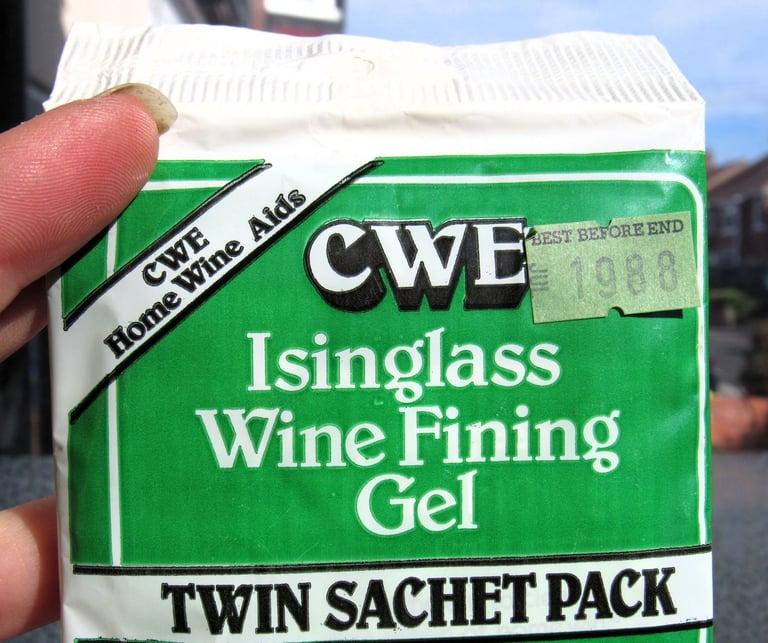 CWE
Home Wine Aids
CWE
BEST BEFORE END
1988
Isinglass
Wine Fining
Gel
TWIN SACHET PACK